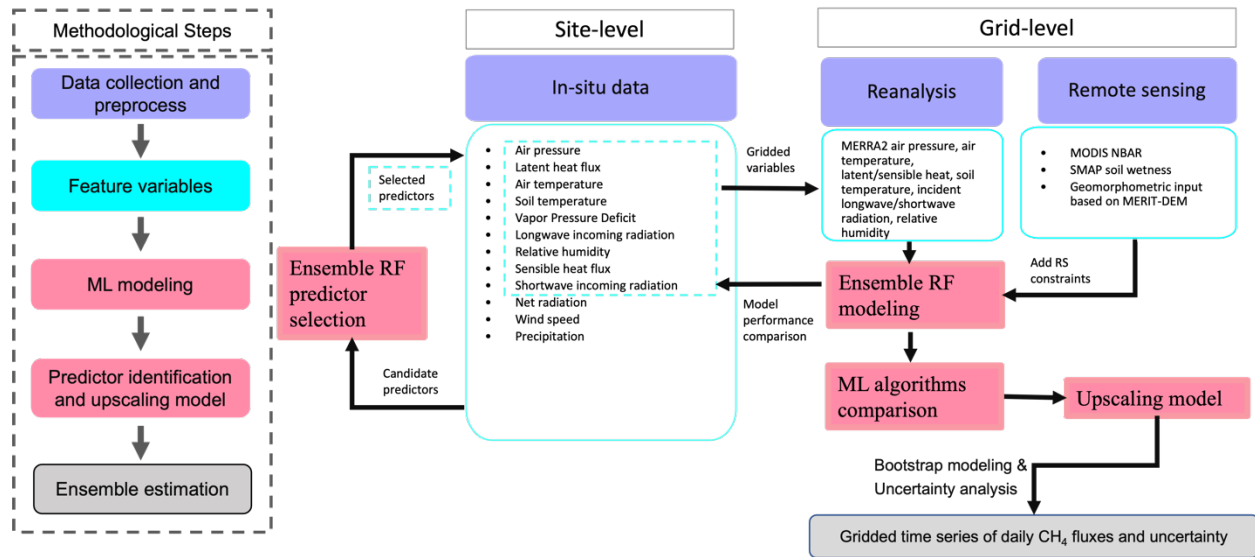 Methodological Steps
Data collection and
preprocess
Feature variables
ML modeling
Predictor identification
and upscaling model
Ensemble estimation
Site-level
In-situ data
Selected
predictors
Ensemble RF
predictor
selection
Candidate
predictors
• Air pressure
• Latent heat flux
• Air temperature
• Soil temperature
• Vapor Pressure Deficit
• Longwave incoming radiation
• Relative humidity
• Sensible heat flux
• Shortwave incoming radiation
• Net radiation
• Wind speed
• Precipitation
Gridded
variables
Model
performance
comparison
Grid-level
Reanalysis
MERRA2 air pressure, air
temperature,
latent/sensible heat, soil
temperature, incident
longwave/shortwave
radiation, relative
humidity
Remote sensing
• MODIS NBAR
• SMAP soil wetness
• Geomorphometric input
based on MERIT-DEM
Add RS
constraints
Ensemble RF
modeling
ML algorithms
comparison
Upscaling model
Bootstrap modeling &
Uncertainty analysis
Gridded time series of daily CH₄ fluxes and uncertainty